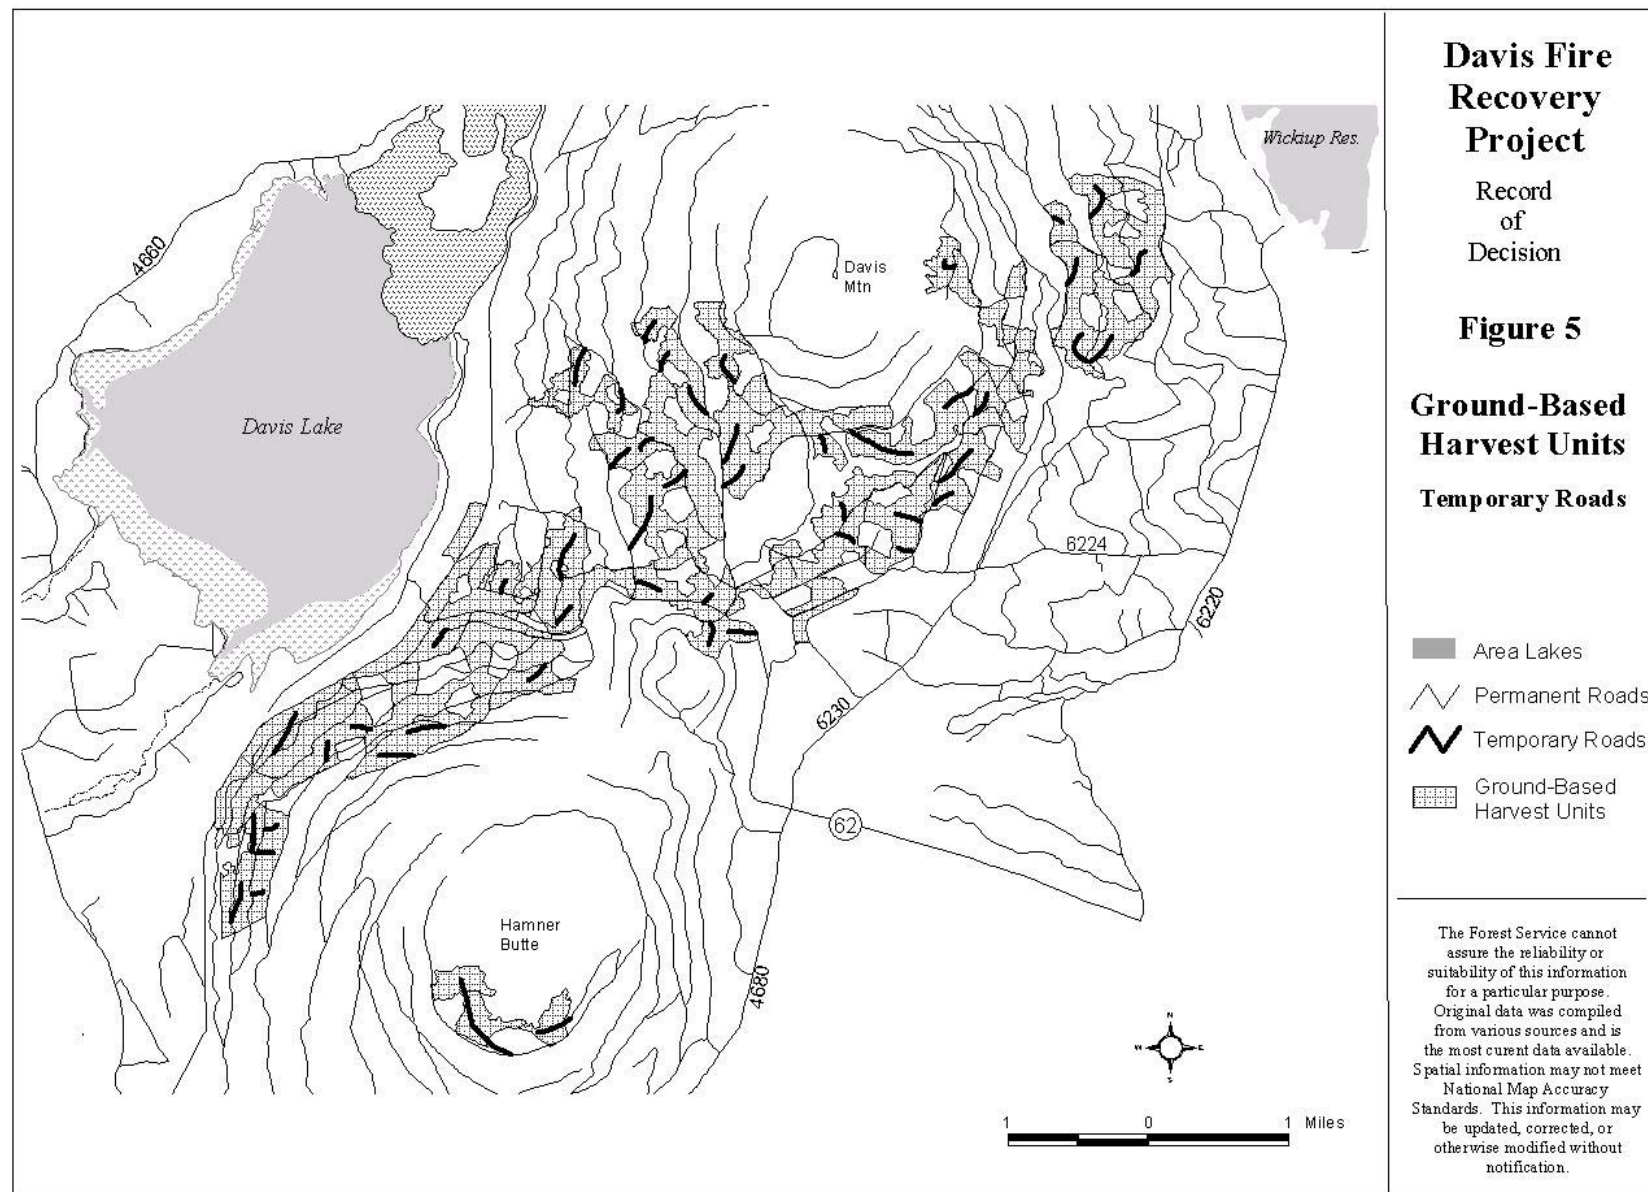 Davis Fire
Recovery
Project
Record
of
Decision
Figure 5
Ground-Based
Harvest Units
Temporary Roads
Area Lakes
Permanent Roads
Temporary Roads
Ground-Based
Harvest Units
The Forest Service cannot
assure the reliability or
suitability of this information
for a particular purpose.
Original data was compiled
from various sources and is
the most curent data available.
Spatial information may not meet
National Map Accuracy
Standards. This information may
be updated, corrected, or
otherwise modified without
notification.
Wickiup Res.
4660
Davis
Mtn
Davis Lake
6224
6220
6230
62
Hamner
Butte
4680
N
W E
S
1 0 1 Miles